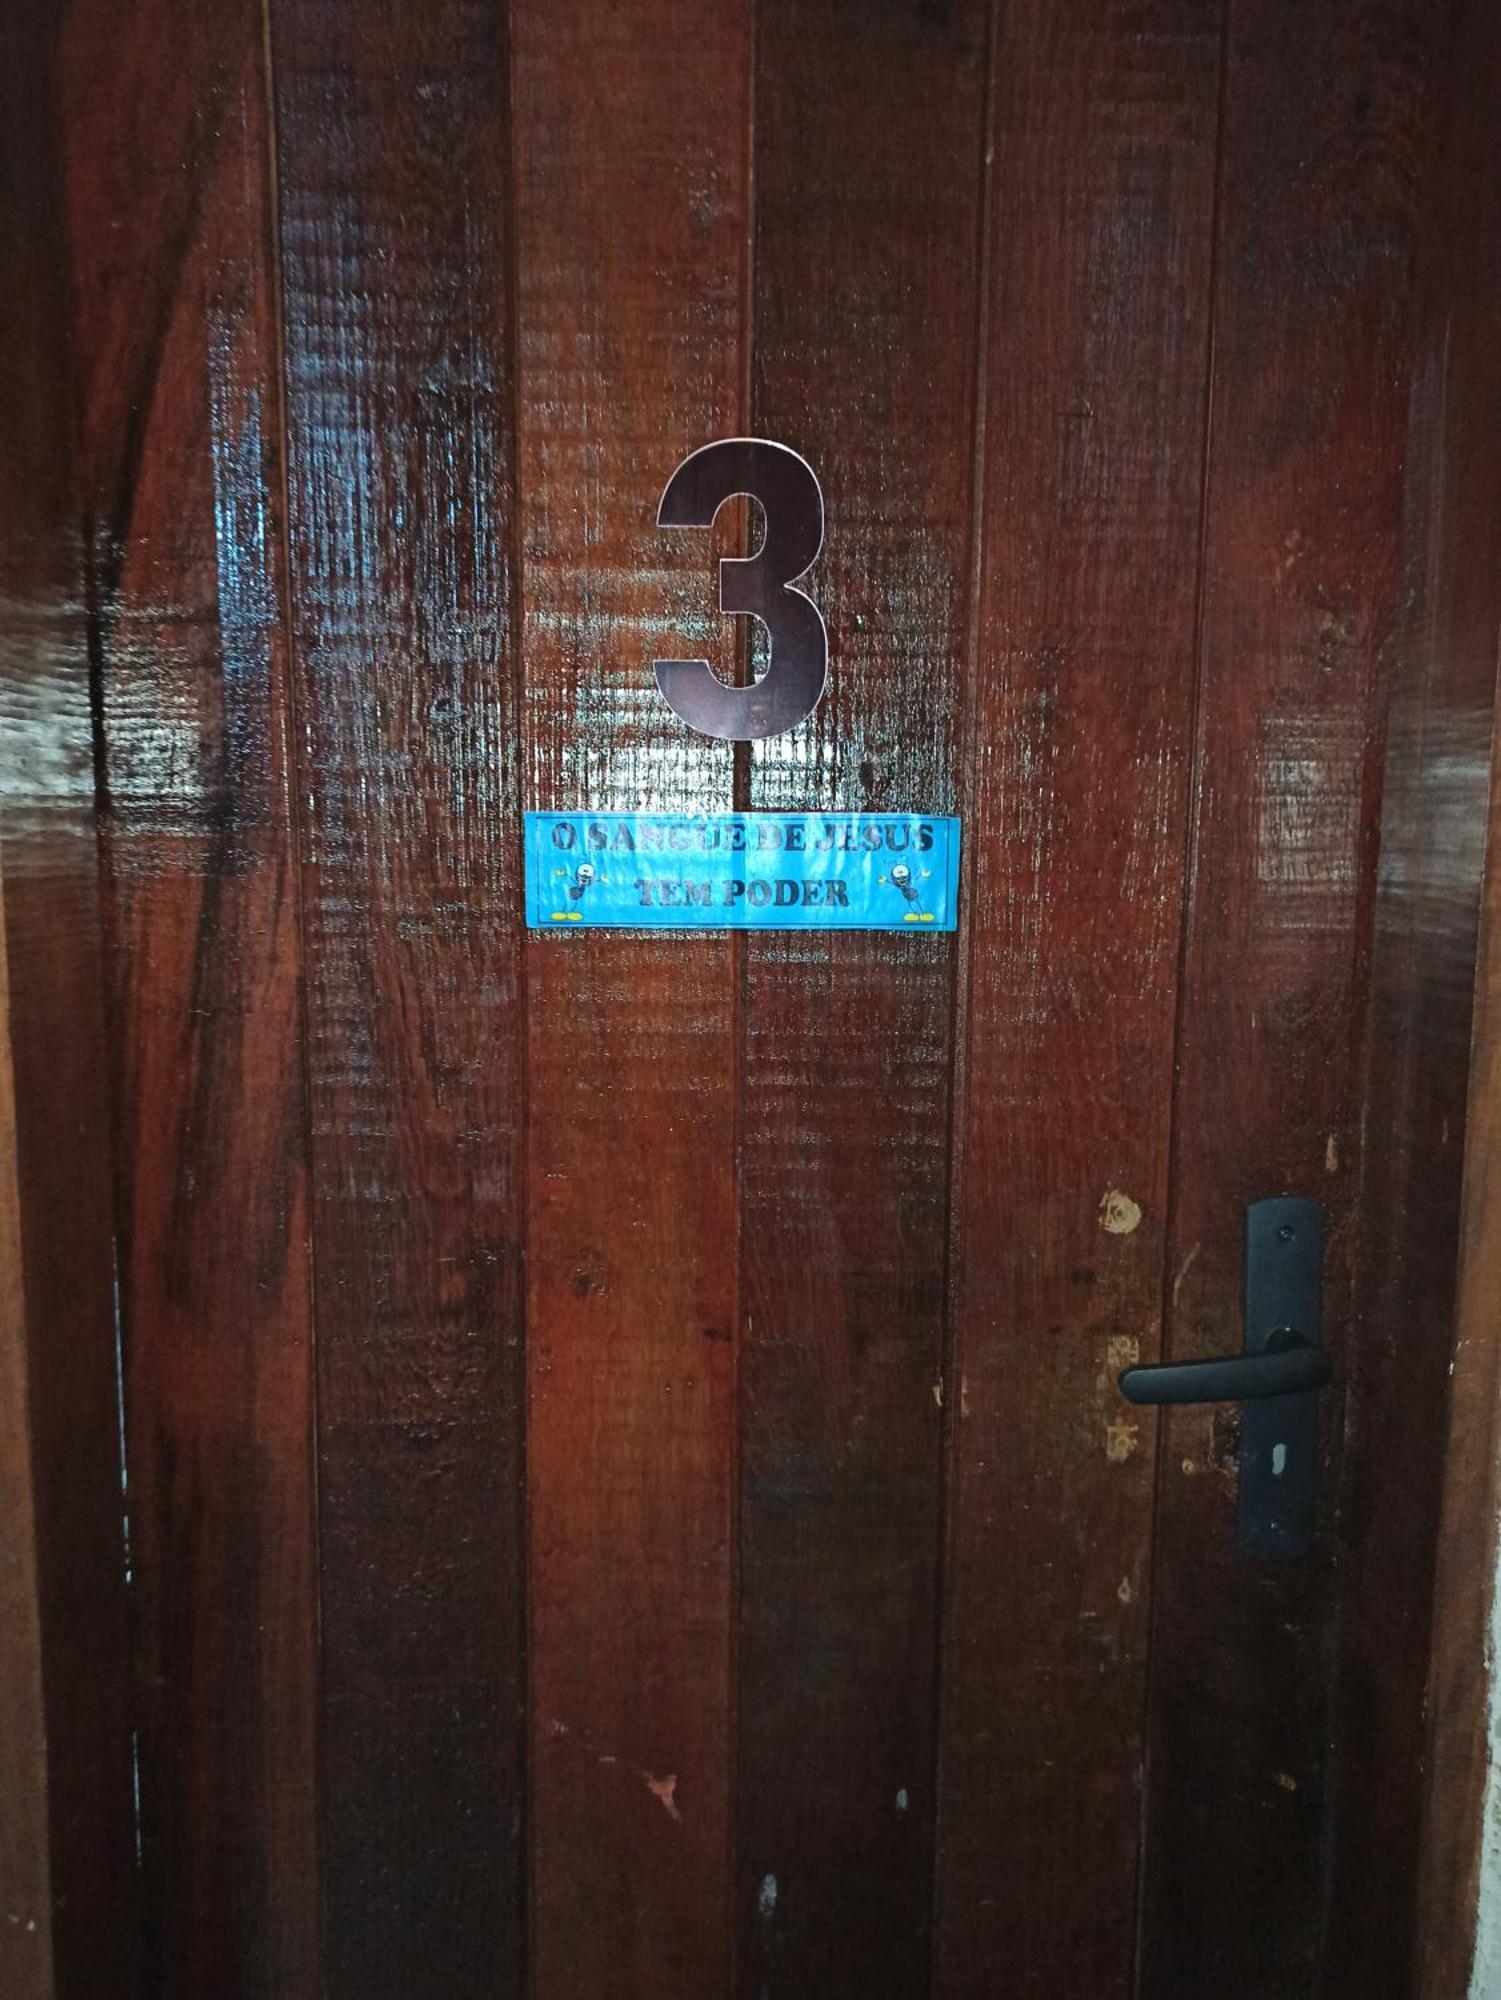 3
O SANGUE DE JESUS
TEM PODER